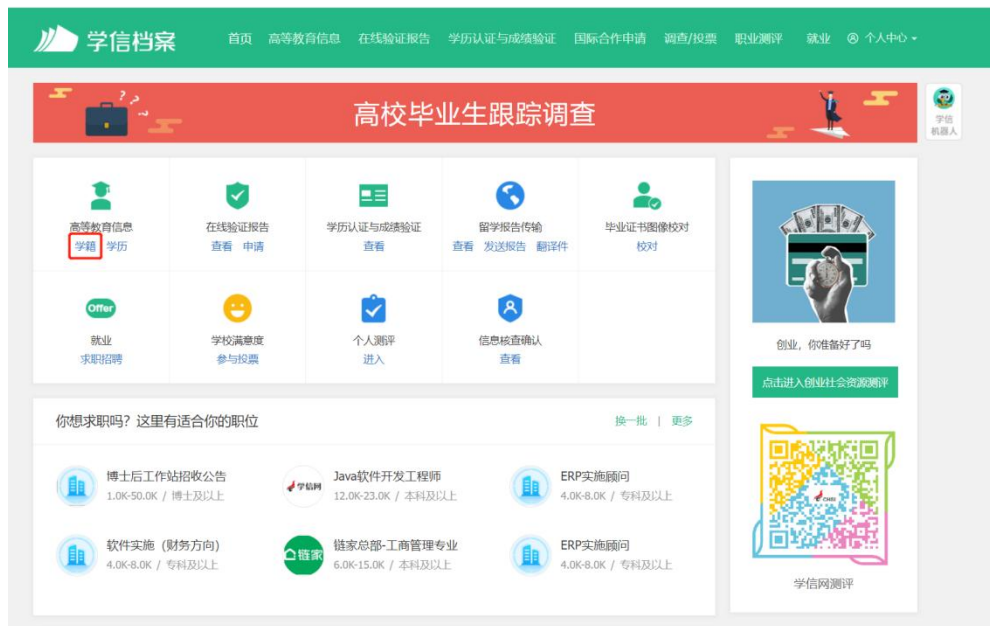 学信档案
首页 高等教育信息 在线验证报告 学历认证与成绩验证 国际合作申请 调查/投票 职业测评 就业 个人中心
高校毕业生跟踪调查
学信
机器人
高等教育信息 在线验证报告 学历认证与成绩验证 留学报告传输 毕业证书图像校对
学籍 学历 查看 申请 查看 查看 发送报告 翻译件 校对
Offer
就业 学校满意度 个人测评 信息核查确认
求职招聘 参与投票 进入 查看
创业，你准备好了吗
点击进入创业社会资源测评
你想求职吗？这里有适合你的职位 换一批 | 更多
博士后工作站招收公告 Java软件开发工程师 ERP实施顾问
1.0K-50.0K / 博士及以上 学信网 12.0K-23.0K / 本科及以上 4.0K-8.0K / 专科及以上
软件实施（财务方向） 链家总部-工商管理专业 ERP实施顾问
4.0K-8.0K / 专科及以上 链家 6.0K-15.0K / 本科及以上 4.0K-8.0K / 专科及以上
学信网测评